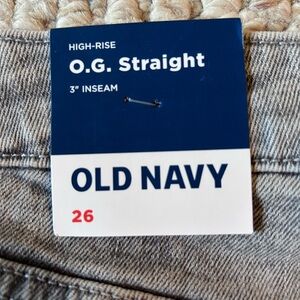 HIGH-RISE
O.G. Straight
3" INSEAM
OLD NAVY
26